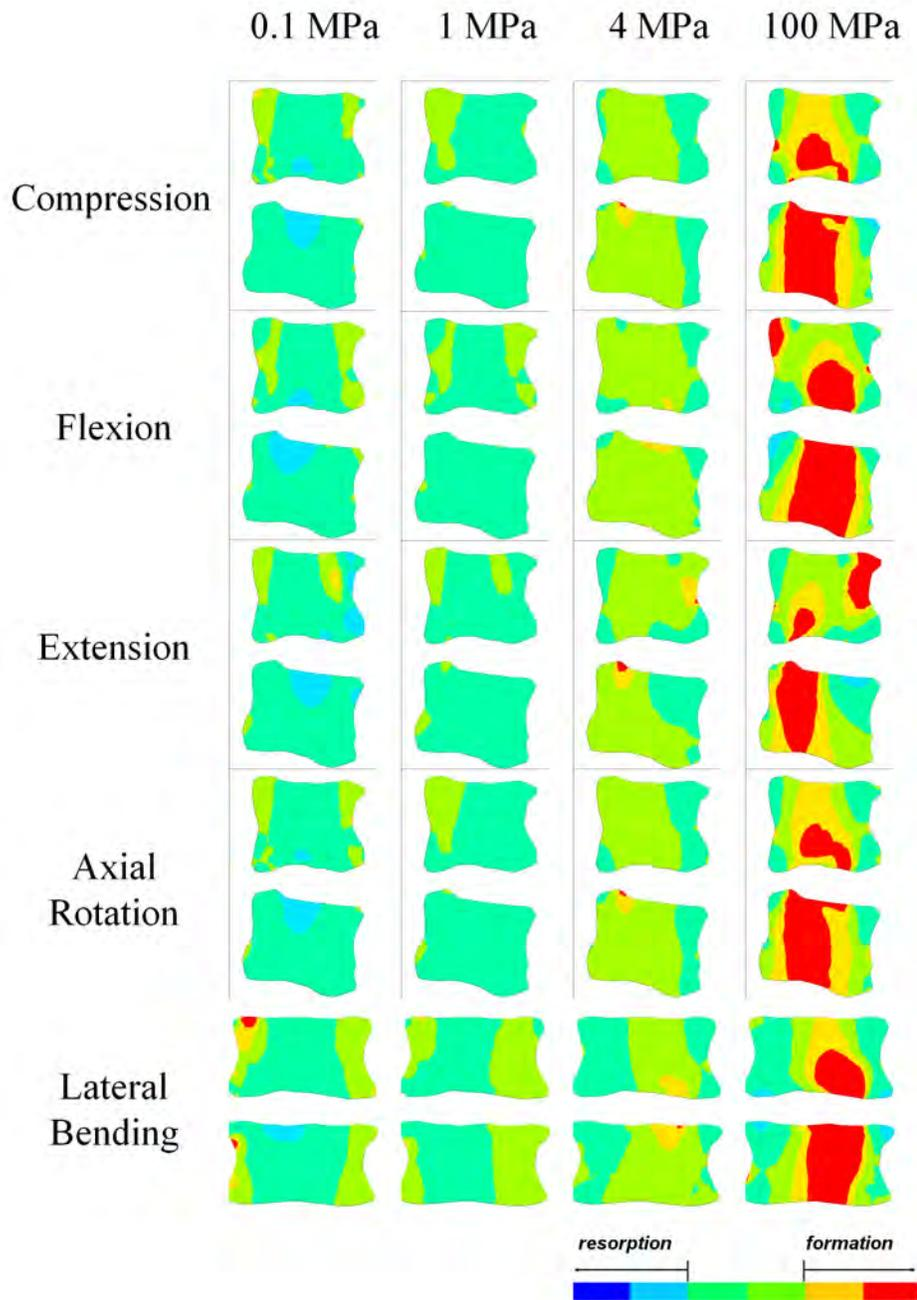 0.1 MPa 1 MPa 4 MPa 100 MPa
Compression
Flexion
Extension
Axial
Rotation
Lateral
Bending
resorption formation